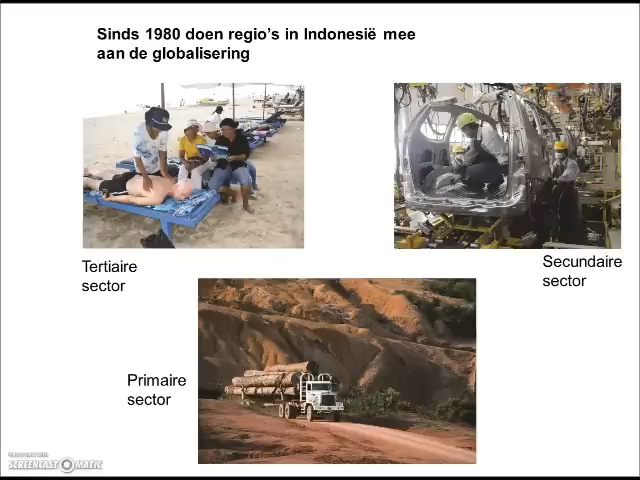 Sinds 1980 doen regio's in Indonesië mee
aan de globalisering
Tertiaire
sector
Secundaire
sector
Primaire
sector
SCREENCAST-O-MATIC